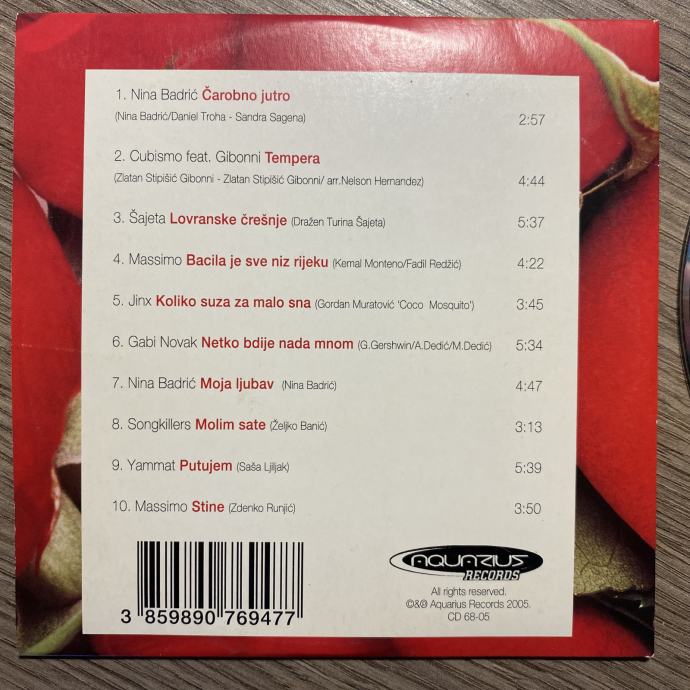 1. Nina Badrić Čarobno jutro
(Nina Badrić/Daniel Troha - Sandra Sagena)
2:57
2. Cubismo feat. Gibonni Tempera
(Zlatan Stipišić Gibonni - Zlatan Stipišić Gibonni/ arr.Nelson Hernandez)
4:44
3. Šajeta Lovranske črešnje (Dražen Turina Šajeta)
5:37
4. Massimo Bacila je sve niz rijeku (Kemal Monteno/Fadil Redžić)
4:22
5. Jinx Koliko suza za malo sna (Gordan Muratović 'Coco Mosquito')
3:45
6. Gabi Novak Netko bdije nada mnom (G.Gershwin/A.Dedić/M.Dedić)
5:34
7. Nina Badrić Moja ljubav (Nina Badrić)
4:47
8. Songkillers Molim sate (Željko Banić)
3:13
9. Yammat Putujem (Saša Ljiljak)
5:39
10. Massimo Stine (Zdenko Runjić)
3:50
3 859890 769477
AQUARIUS
RECORDS
All rights reserved.
©&℗ Aquarius Records 2005.
CD 68-05